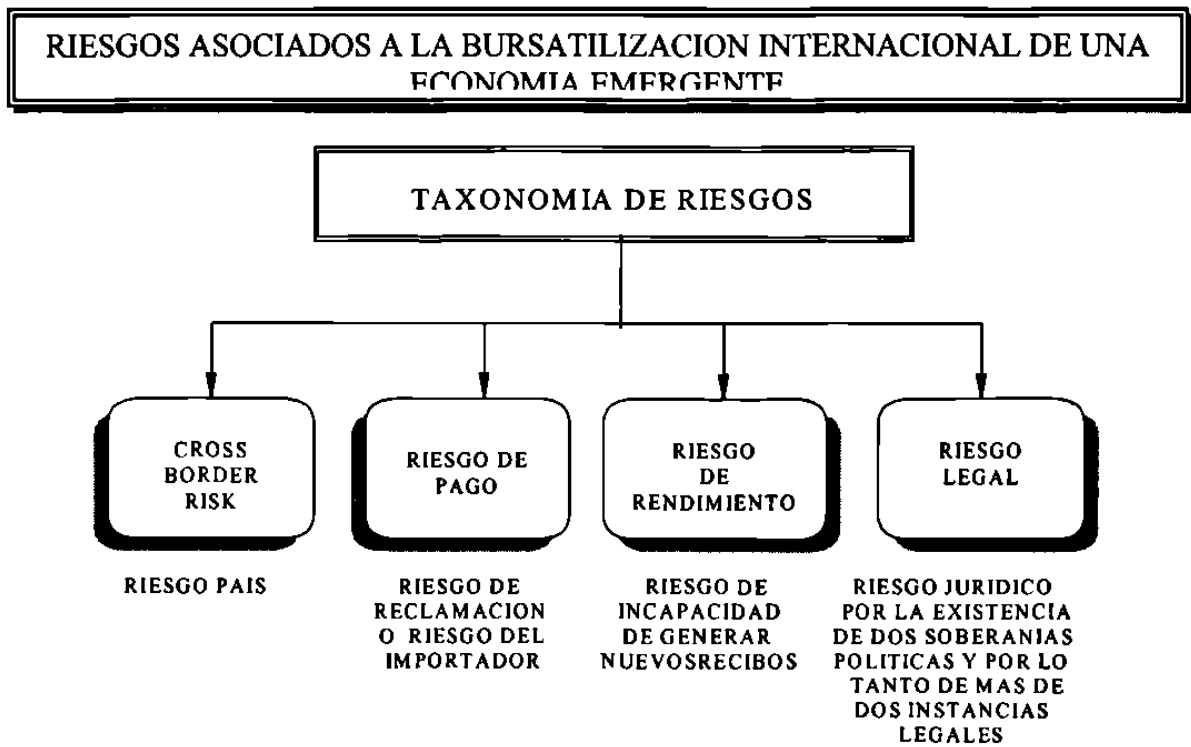 RIESGOS ASOCIADOS A LA BURSATILIZACION INTERNACIONAL DE UNA
ECONOMIA EMERGENTE
TAXONOMIA DE RIESGOS
CROSS
BORDER
RISK
RIESGO PAIS
RIESGO DE
PAGO
RIESGO DE
RECLAMACION
O RIESGO DEL
IMPORTADOR
RIESGO
DE
RENDIMIENTO
RIESGO DE
INCAPACIDAD
DE GENERAR
NUEVOSRECIBOS
RIESGO
LEGAL
RIESGO JURIDICO
POR LA EXISTENCIA
DE DOS SOBERANIAS
POLITICAS Y POR LO
TANTO DE MAS DE
DOS INSTANCIAS
LEGALES